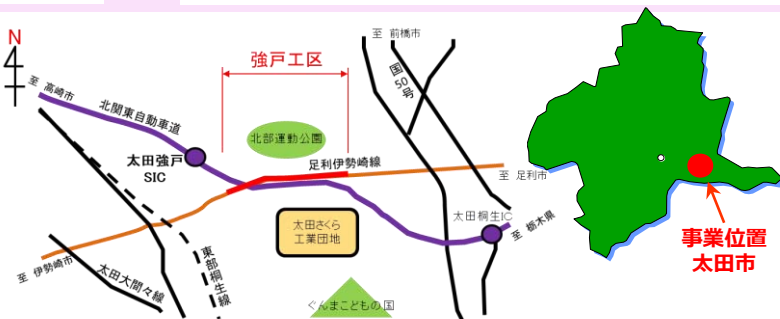 N
至 高崎市
北関東自動車道
太田強戸
SIC
強戸工区
北部運動公園
足利伊勢崎線
至 前橋市
国50号
至 足利市
太田桐生IC
至 栃木県
太田さくら
工業団地
東部桐生線
至 伊勢崎市
太田大間々線
ぐんまこどもの国
事業位置
太田市